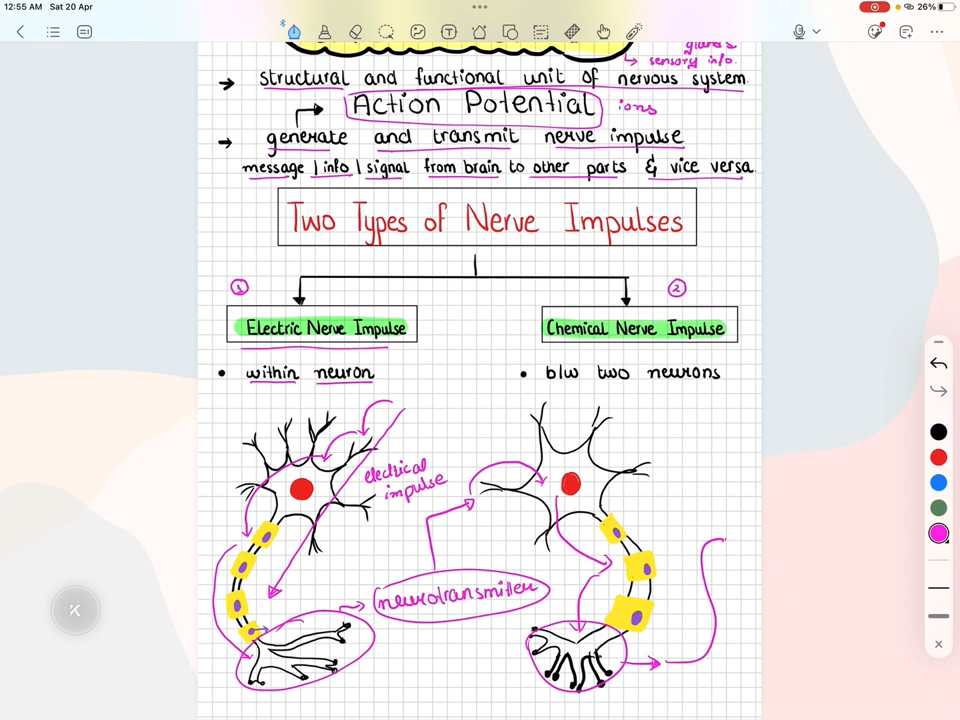 12:55 AM Sat 20 Apr
26%
glands
→ sensory info.
→ structural and functional unit of nervous system.
→ Action Potential ions
→ generate and transmit nerve impulse
message | info | signal from brain to other parts & vice versa.
Two Types of Nerve Impulses
1 2
Electric Nerve Impulse Chemical Nerve Impulse
• within neuron • b/w two neurons
electrical
impulse
neurotransmitter
T
K